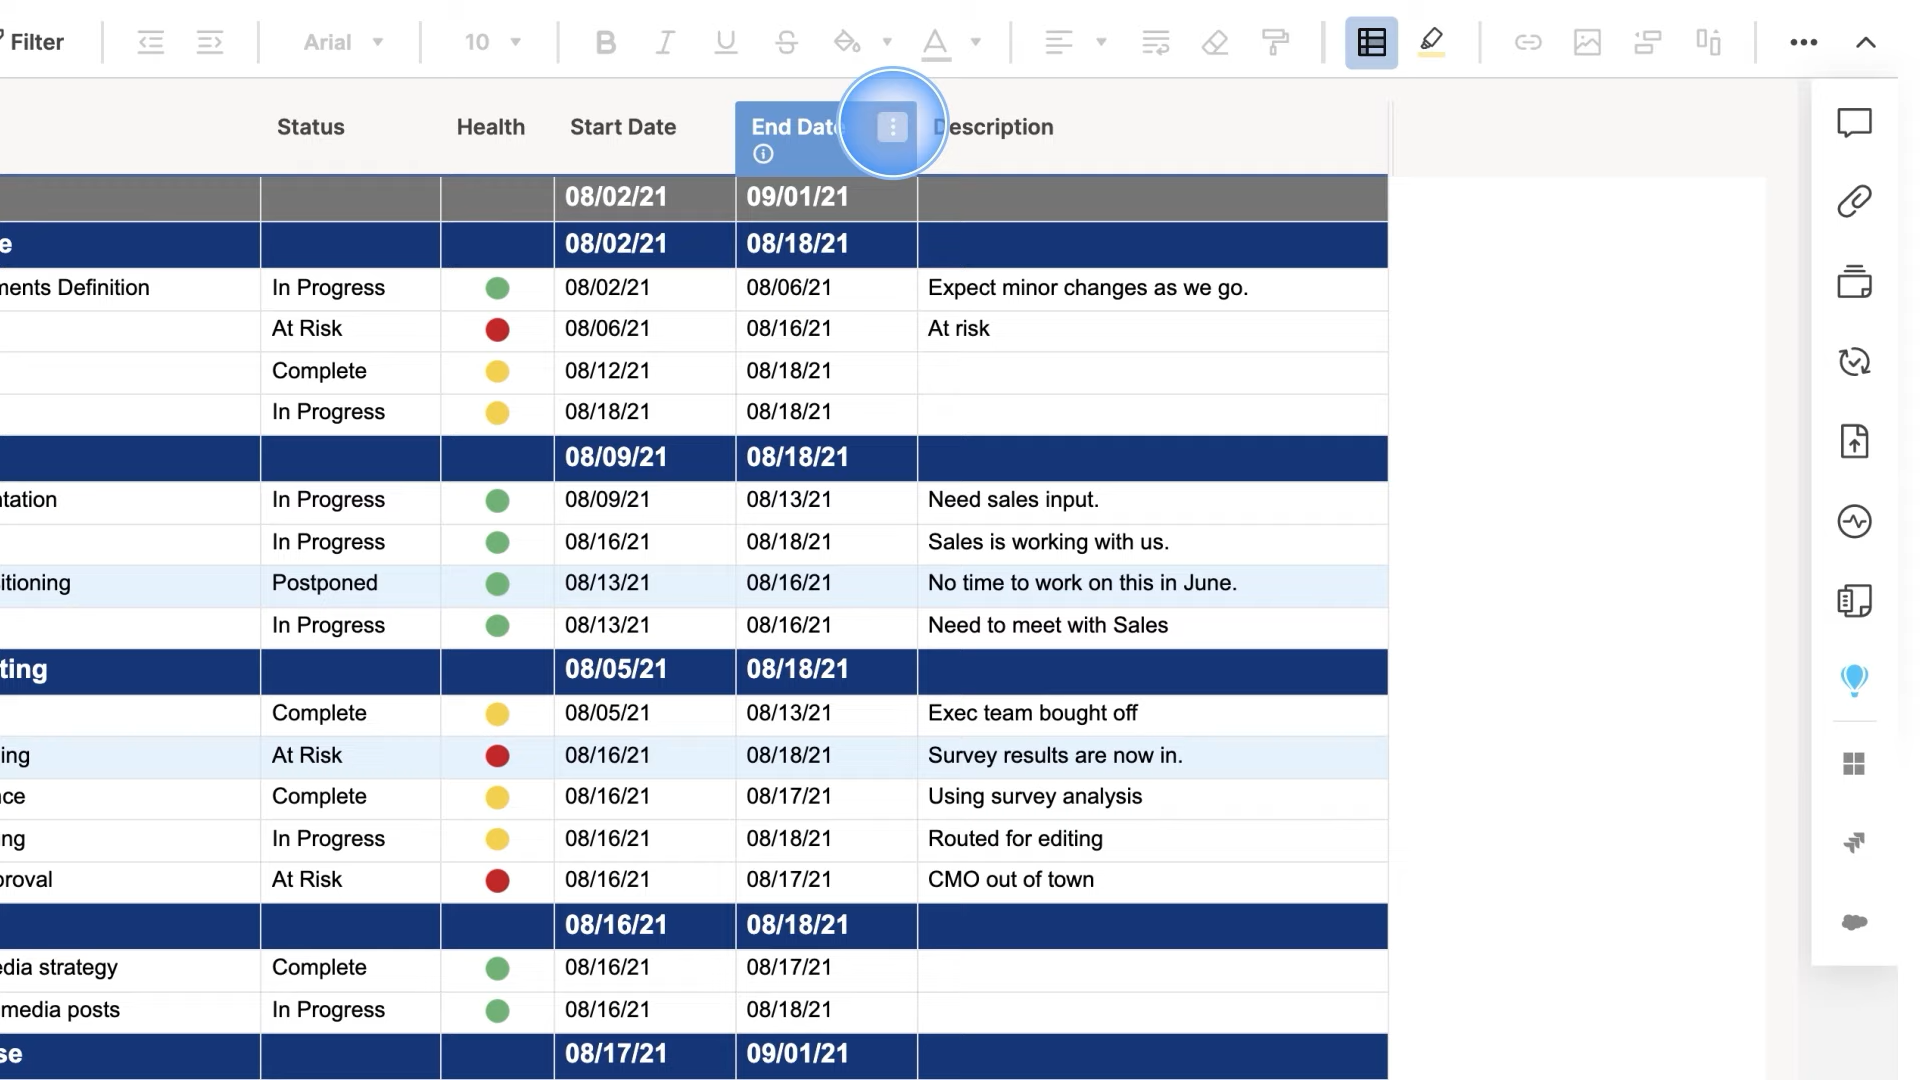 Filter Arial 10 B I U S A
Status Health Start Date End Date Description
08/02/21 09/01/21
e 08/02/21 08/18/21
nents Definition In Progress 08/02/21 08/06/21 Expect minor changes as we go.
At Risk 08/06/21 08/16/21 At risk
Complete 08/12/21 08/18/21
In Progress 08/18/21 08/18/21
08/09/21 08/18/21
tation In Progress 08/09/21 08/13/21 Need sales input.
In Progress 08/16/21 08/18/21 Sales is working with us.
itioning Postponed 08/13/21 08/16/21 No time to work on this in June.
In Progress 08/13/21 08/16/21 Need to meet with Sales
ting 08/05/21 08/18/21
Complete 08/05/21 08/13/21 Exec team bought off
ing At Risk 08/16/21 08/18/21 Survey results are now in.
ce Complete 08/16/21 08/17/21 Using survey analysis
ng In Progress 08/16/21 08/18/21 Routed for editing
proval At Risk 08/16/21 08/17/21 CMO out of town
08/16/21 08/18/21
edia strategy Complete 08/16/21 08/17/21
media posts In Progress 08/16/21 08/18/21
se 08/17/21 09/01/21